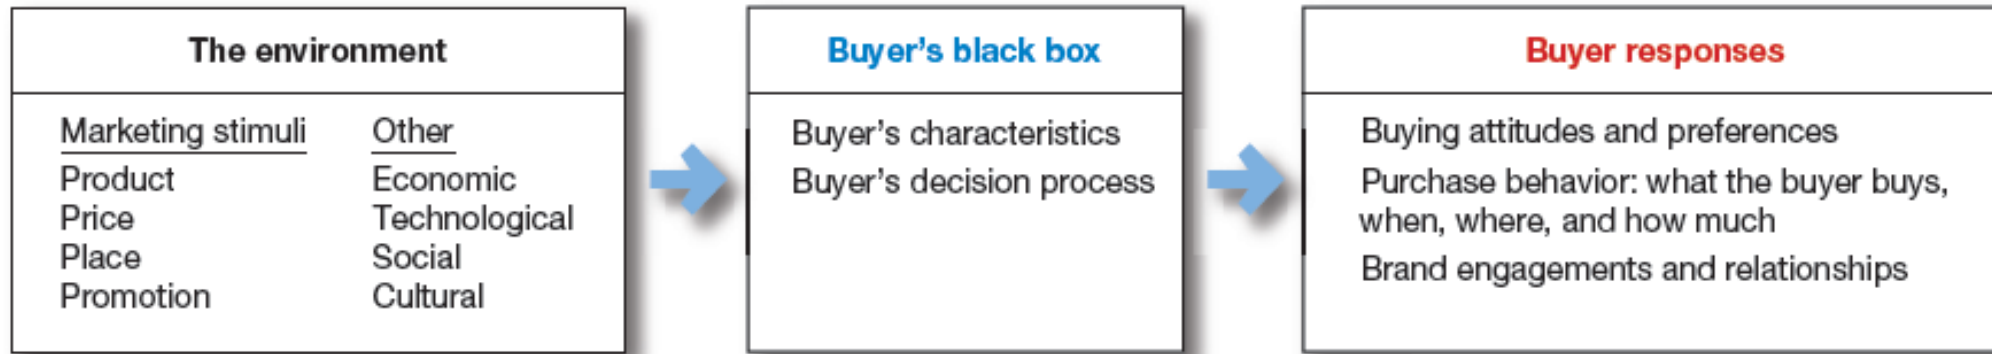 The environment
Marketing stimuli
Product
Price
Place
Promotion
Other
Economic
Technological
Social
Cultural
Buyer’s black box
Buyer’s characteristics
Buyer’s decision process
Buyer responses
Buying attitudes and preferences
Purchase behavior: what the buyer buys,
when, where, and how much
Brand engagements and relationships